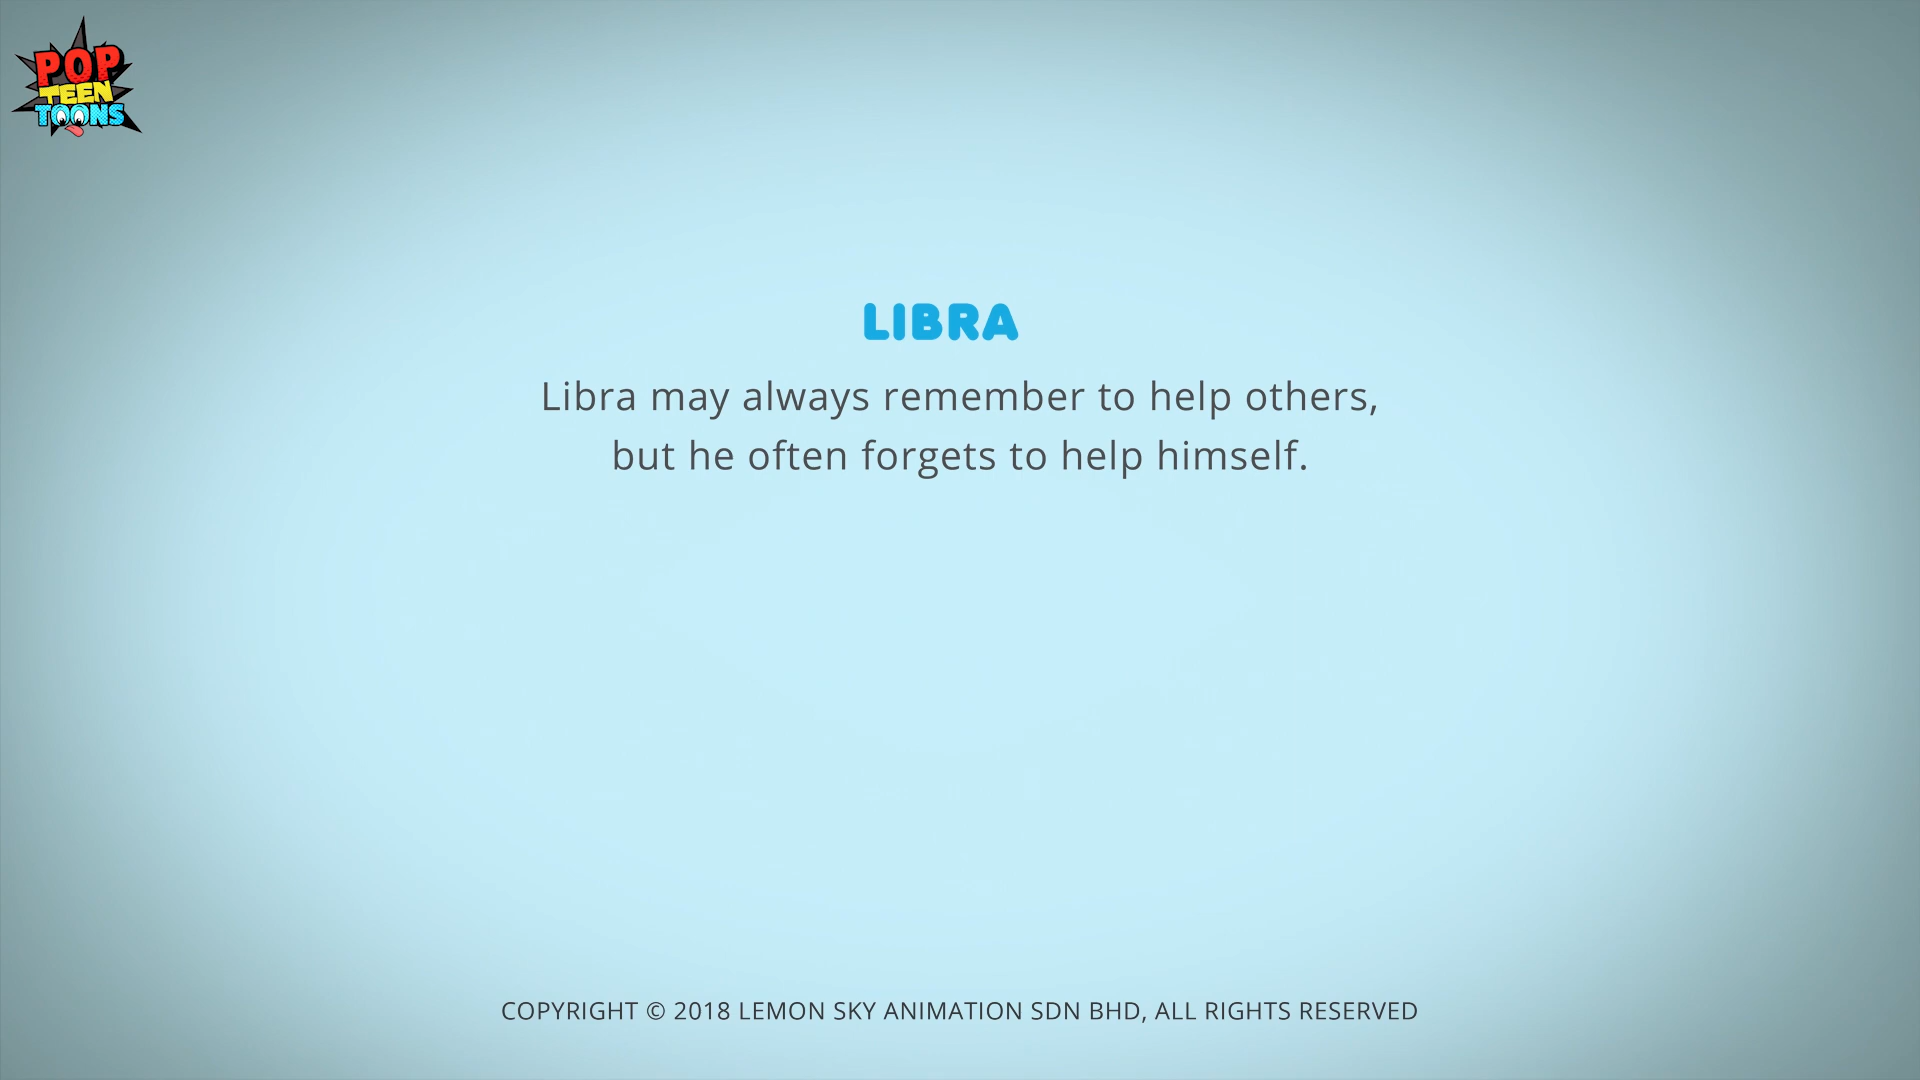 POP
TEEN
TOONS
LIBRA
Libra may always remember to help others,
but he often forgets to help himself.
COPYRIGHT © 2018 LEMON SKY ANIMATION SDN BHD, ALL RIGHTS RESERVED